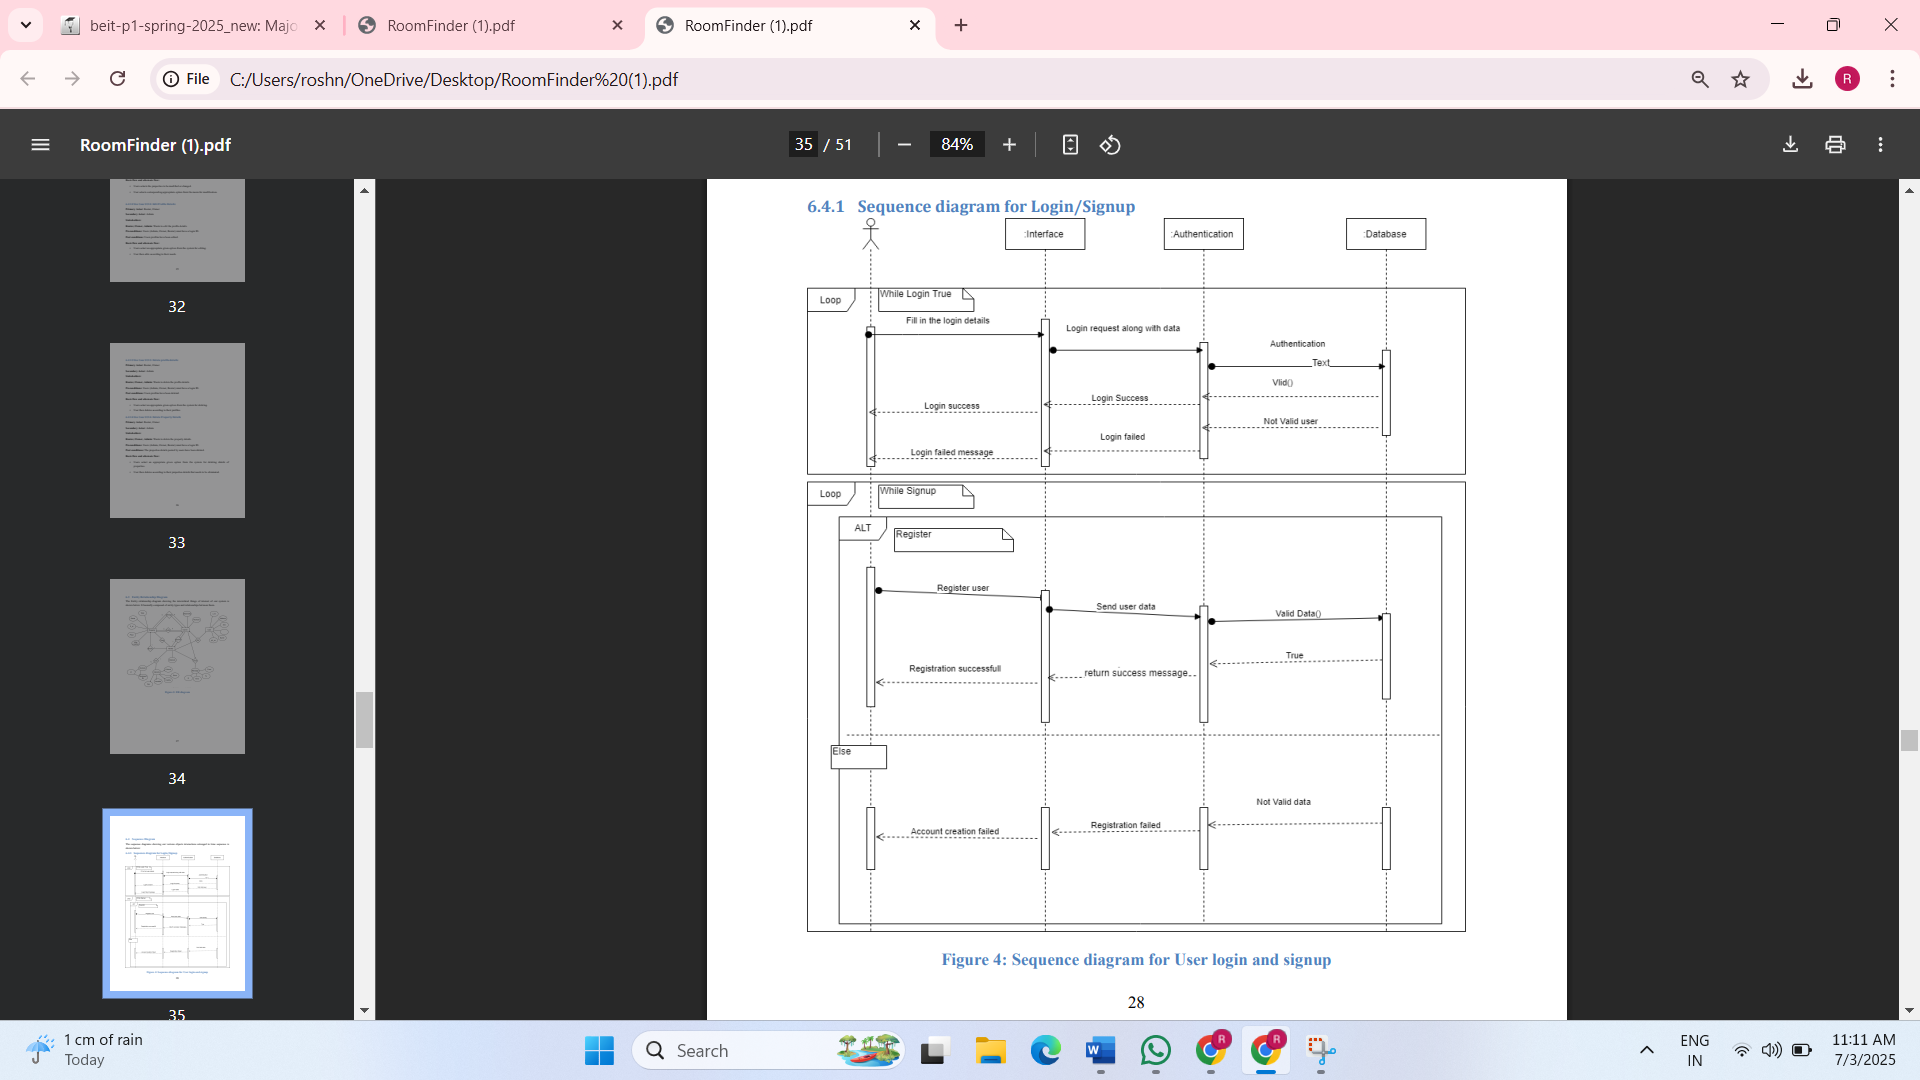 beit-p1-spring-2025_new: Majo
RoomFinder (1).pdf
RoomFinder (1).pdf
File
C:/Users/roshn/OneDrive/Desktop/RoomFinder%20(1).pdf
R
RoomFinder (1).pdf
35 / 51
84%
32
33
34
35
6.4.1 Sequence diagram for Login/Signup
:Interface
:Authentication
:Database
Loop
While Login True
Fill in the login details
Login request along with data
Authentication
Text
Vlid()
Login Success
Login success
Not Valid user
Login failed
Login failed message
Loop
While Signup
ALT
Register
Register user
Send user data
Valid Data()
True
Registration successfull
return success message
Else
Not Valid data
Registration failed
Account creation failed
Figure 4: Sequence diagram for User login and signup
28
1 cm of rain
Today
Search
R
R
ENG
IN
11:11 AM
7/3/2025